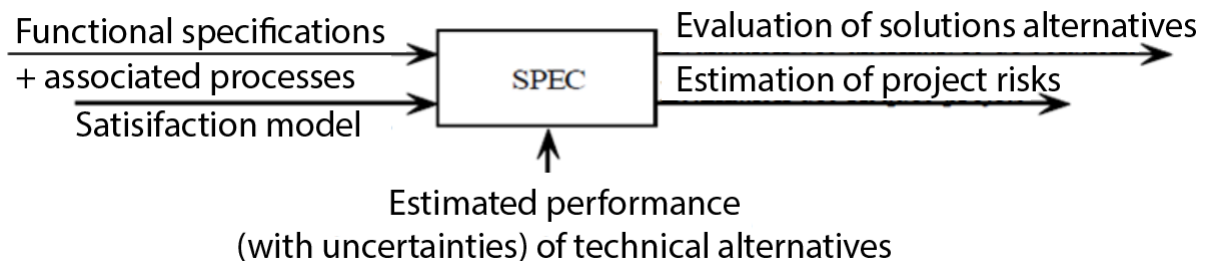 Functional specifications
+ associated processes
Satisifaction model
SPEC
Evaluation of solutions alternatives
Estimation of project risks
Estimated performance
(with uncertainties) of technical alternatives